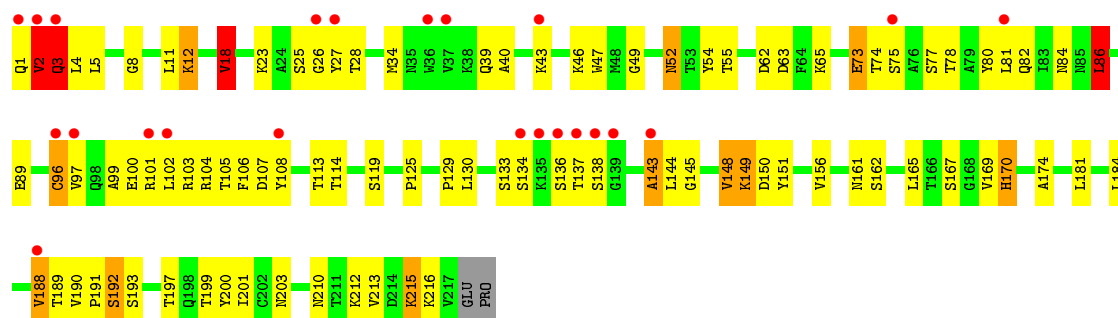 Q1 V2 Q3 L4 L5 G8 L11 K12 V18 K23 A24 S25 G26 Y27 T28 M34 N35 W36 V37 K38 Q39 A40 K43 K46 W47 M48 G49 N52 T53 Y54 T55 D62 D63 F64 K65 E73 T74 S75 A76 S77 T78 A79 Y80 L81 Q82 I83 N84 N85 L86
E89 C96 V97 Q98 A99 E100 R101 L102 R103 R104 T105 F106 D107 Y108 T113 T114 S119 P125 P129 L130 S133 S134 K135 S136 T137 S138 G139 A143 L144 G145 V148 K149 D150 Y151 V156 N161 S162 L165 T166 S167 G168 V169 H170 A174 L181 L184
V188 T189 V190 P191 S192 S193 T197 Q198 T199 Y200 I201 C202 N203 N210 T211 K212 V213 D214 K215 K216 V217 GLU PRO